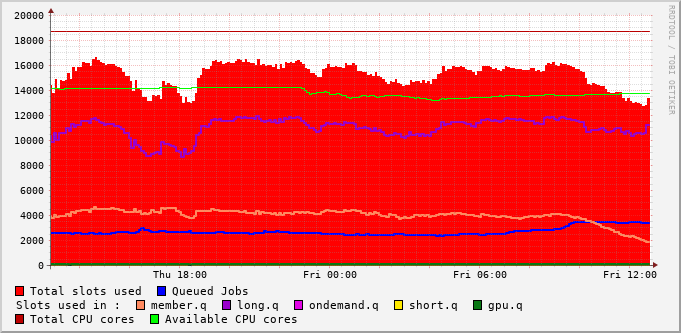 20000
18000
16000
14000
12000
10000
8000
6000
4000
2000
0
Thu 18:00 Fri 00:00 Fri 06:00 Fri 12:00
Total slots used Queued Jobs
Slots used in : member.q long.q ondemand.q short.q gpu.q
Total CPU cores Available CPU cores
RRDTOOL / TOBI OETIKER